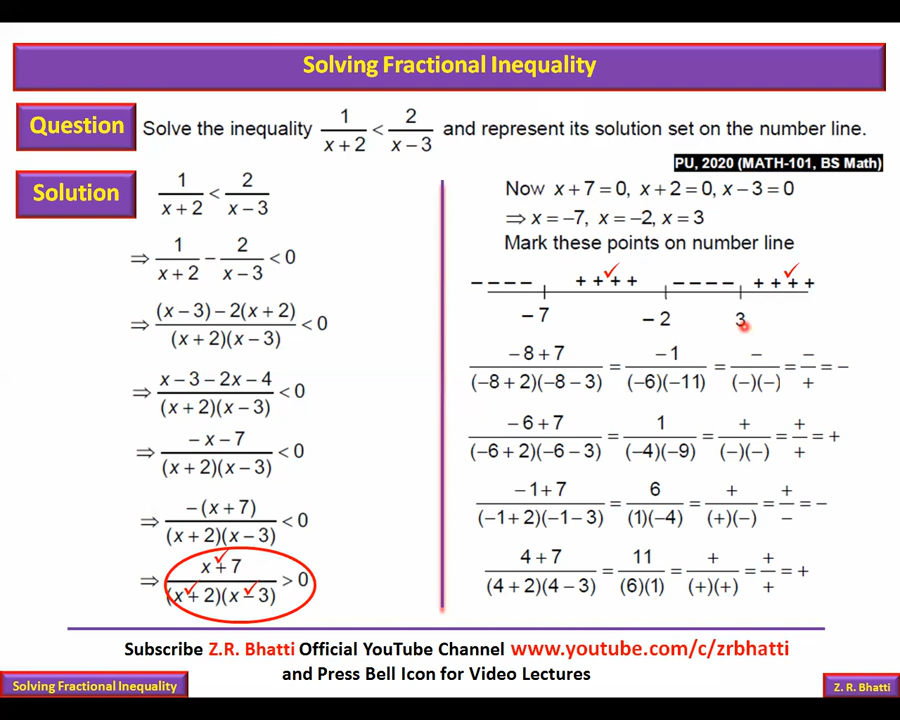 Solving Fractional Inequality
Question
Solve the inequality 1/(x + 2) < 2/(x − 3) and represent its solution set on the number line.
PU, 2020 (MATH-101, BS Math)
Solution
1/(x + 2) < 2/(x − 3)
⇒ 1/(x + 2) − 2/(x − 3) < 0
⇒ ((x − 3) − 2(x + 2))/((x + 2)(x − 3)) < 0
⇒ (x − 3 − 2x − 4)/((x + 2)(x − 3)) < 0
⇒ (−x − 7)/((x + 2)(x − 3)) < 0
⇒ (−(x + 7))/((x + 2)(x − 3)) < 0
⇒ (x + 7)/((x + 2)(x − 3)) > 0
Now x + 7 = 0, x + 2 = 0, x − 3 = 0
⇒ x = −7, x = −2, x = 3
Mark these points on number line
− − − − + + + + − − − − + + + +
− 7 − 2 3
(−8 + 7)/((−8 + 2)(−8 − 3)) = −1/((−6)(−11)) = −/((−)(−)) = −/+ = −
(−6 + 7)/((−6 + 2)(−6 − 3)) = 1/((−4)(−9)) = +/((−)(−)) = +/+ = +
(−1 + 7)/((−1 + 2)(−1 − 3)) = 6/((1)(−4)) = +/((+)(−)) = +/− = −
(4 + 7)/((4 + 2)(4 − 3)) = 11/((6)(1)) = +/((+)(+)) = +/+ = +
Subscribe Z.R. Bhatti Official YouTube Channel www.youtube.com/c/zrbhatti
and Press Bell Icon for Video Lectures
Solving Fractional Inequality
Z. R. Bhatti